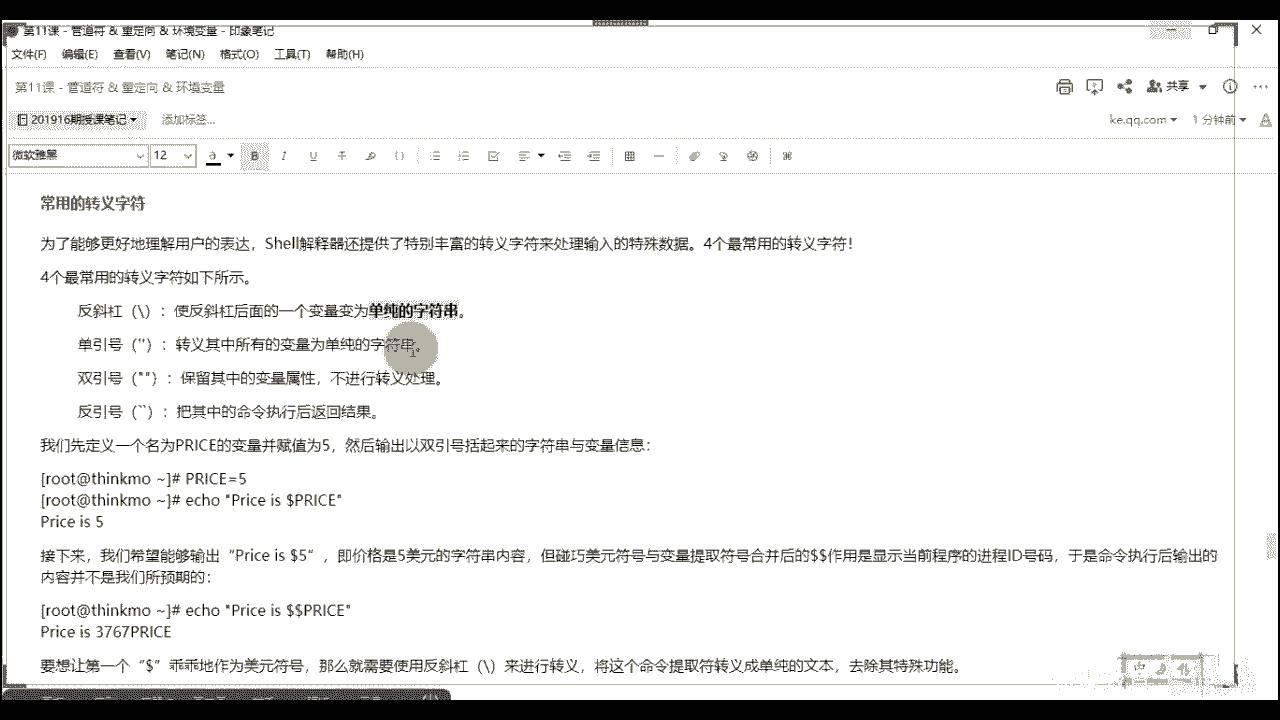 第11课 - 管道符 & 重定向 & 环境变量 - 印象笔记
文件(F) 编辑(E) 查看(V) 笔记(N) 格式(O) 工具(T) 帮助(H)
第11课 - 管道符 & 重定向 & 环境变量
共享
201916期授课笔记 添加标签...
ke.qq.com 1 分钟前
微软雅黑 12
常用的转义字符
为了能够更好地理解用户的表达，Shell解释器还提供了特别丰富的转义字符来处理输入的特殊数据。4个最常用的转义字符！
4个最常用的转义字符如下所示。
反斜杠（\）：使反斜杠后面的一个变量变为单纯的字符串。
单引号（''）：转义其中所有的变量为单纯的字符串。
双引号（""）：保留其中的变量属性，不进行转义处理。
反引号（``）：把其中的命令执行后返回结果。
我们先定义一个名为PRICE的变量并赋值为5，然后输出以双引号括起来的字符串与变量信息：
[root@thinkmo ~]# PRICE=5
[root@thinkmo ~]# echo "Price is $PRICE"
Price is 5
接下来，我们希望能够输出“Price is $5“，即价格是5美元的字符串内容，但碰巧美元符号与变量提取符号合并后的$$作用是显示当前程序的进程ID号码，于是命令执行后输出的
内容并不是我们所预期的：
[root@thinkmo ~]# echo "Price is $$PRICE"
Price is 3767PRICE
要想让第一个“$”乖乖地作为美元符号，那么就需要使用反斜杠（\）来进行转义，将这个命令提取符转义成单纯的文本，去除其特殊功能。